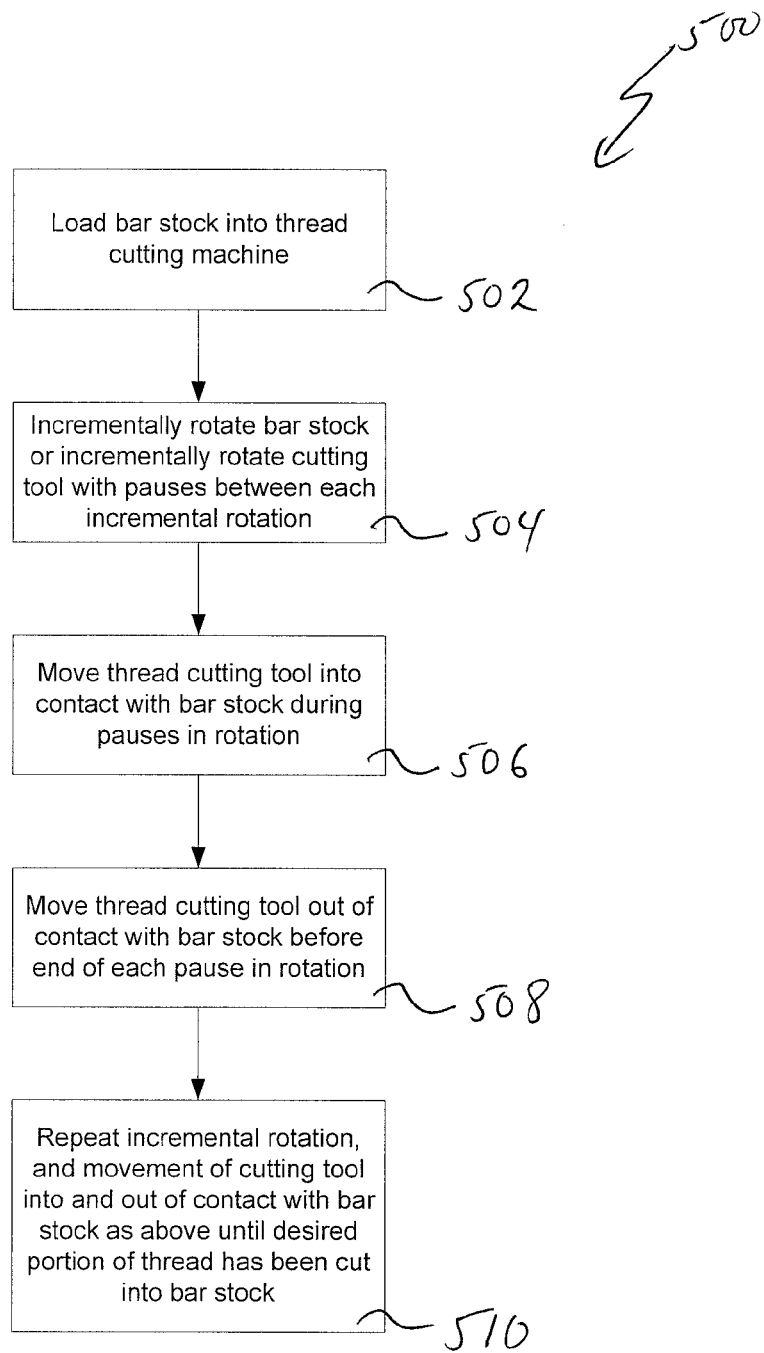 500
Load bar stock into thread
cutting machine
502
Incrementally rotate bar stock
or incrementally rotate cutting
tool with pauses between each
incremental rotation
504
Move thread cutting tool into
contact with bar stock during
pauses in rotation
506
Move thread cutting tool out of
contact with bar stock before
end of each pause in rotation
508
Repeat incremental rotation,
and movement of cutting tool
into and out of contact with bar
stock as above until desired
portion of thread has been cut
into bar stock
510